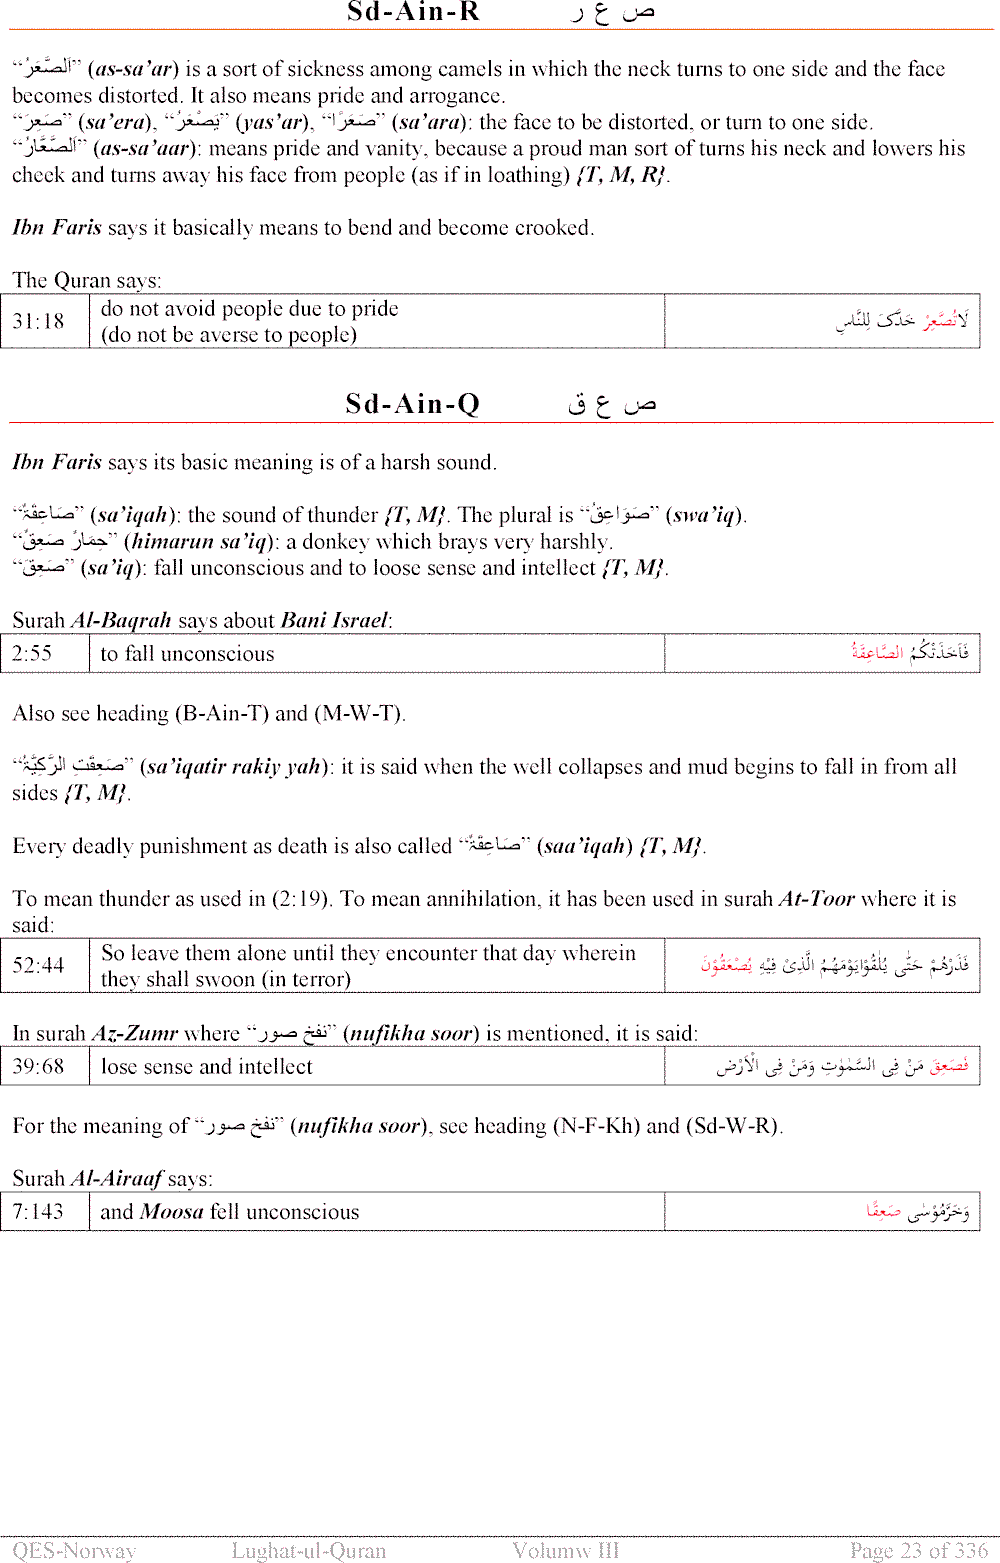 Sd-Ain-R ص ع ر
“اَلصَّعَرُ” (as-sa’ar) is a sort of sickness among camels in which the neck turns to one side and the face
becomes distorted. It also means pride and arrogance.
“صَعِرَ” (sa’era), “یَصْعَرُ” (yas’ar), “صَعَرًا” (sa’ara): the face to be distorted, or turn to one side.
“اَلصَّعَّارُ” (as-sa’aar): means pride and vanity, because a proud man sort of turns his neck and lowers his
cheek and turns away his face from people (as if in loathing) {T, M, R}.
Ibn Faris says it basically means to bend and become crooked.
The Quran says:
31:18 do not avoid people due to pride
(do not be averse to people) لَاتُصَعِّرْ خَدَّکَ لِلنَّاسِ
Sd-Ain-Q ص ع ق
Ibn Faris says its basic meaning is of a harsh sound.
“صَاعِقَۃٌ” (sa’iqah): the sound of thunder {T, M}. The plural is “صَوَاعِقُ” (swa’iq).
“حِمَارٌ صَعِقٌ” (himarun sa’iq): a donkey which brays very harshly.
“صَعِقَ” (sa’iq): fall unconscious and to loose sense and intellect {T, M}.
Surah Al-Baqrah says about Bani Israel:
2:55 to fall unconscious فَاَخَذَتْکُمُ الصَّاعِقَۃُ
Also see heading (B-Ain-T) and (M-W-T).
“صَعِقَتِ الرَّکِیَّۃُ” (sa’iqatir rakiy yah): it is said when the well collapses and mud begins to fall in from all
sides {T, M}.
Every deadly punishment as death is also called “صَاعِقَۃٌ” (saa’iqah) {T, M}.
To mean thunder as used in (2:19). To mean annihilation, it has been used in surah At-Toor where it is
said:
52:44 So leave them alone until they encounter that day wherein
they shall swoon (in terror) فَذَرْھُمْ حَتّٰی یُلٰقُوْایَوْمَھُمُ الَّذِیْ فِیْہِ یُصْعَقُوْنَ
In surah Az-Zumr where “نفخ صور” (nufikha soor) is mentioned, it is said:
39:68 lose sense and intellect فَصَعِقَ مَنْ فِی السَّمٰوٰتِ وَمَنْ فِی الْاَرْضِ
For the meaning of “نفخ صور” (nufikha soor), see heading (N-F-Kh) and (Sd-W-R).
Surah Al-Airaaf says:
7:143 and Moosa fell unconscious وَخَرَّمُوْسٰی صَعِقًا
QES-Norway Lughat-ul-Quran Volumw III Page 23 of 336